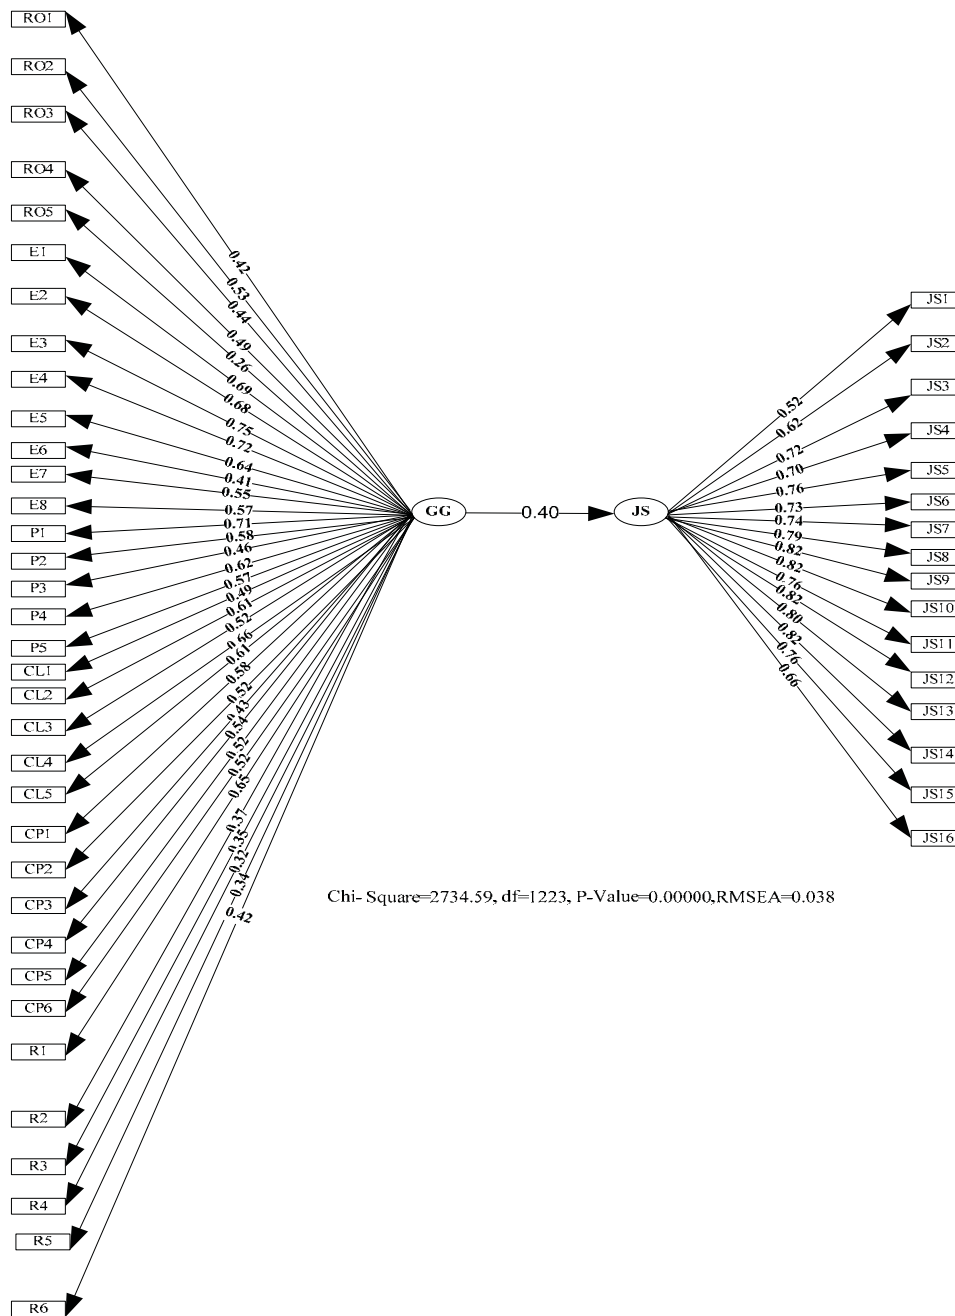 RO1
RO2
RO3
RO4
RO5
E1
E2
E3
E4
E5
E6
E7
E8
P1
P2
P3
P4
P5
CL1
CL2
CL3
CL4
CL5
CP1
CP2
CP3
CP4
CP5
CP6
R1
R2
R3
R4
R5
R6
0.42
0.53
0.44
0.49
0.26
0.69
0.68
0.75
0.72
0.64
0.41
0.55
0.57
0.71
0.58
0.46
0.62
0.57
0.49
0.61
0.52
0.66
0.61
0.58
0.52
0.43
0.54
0.52
0.52
0.65
0.37
0.35
0.32
0.34
0.42
GG
0.40
JS
0.52
0.62
0.72
0.70
0.76
0.73
0.74
0.79
0.82
0.82
0.76
0.82
0.80
0.82
0.76
0.66
JS1
JS2
JS3
JS4
JS5
JS6
JS7
JS8
JS9
JS10
JS11
JS12
JS13
JS14
JS15
JS16
Chi- Square=2734.59, df=1223, P-Value=0.00000,RMSEA=0.038